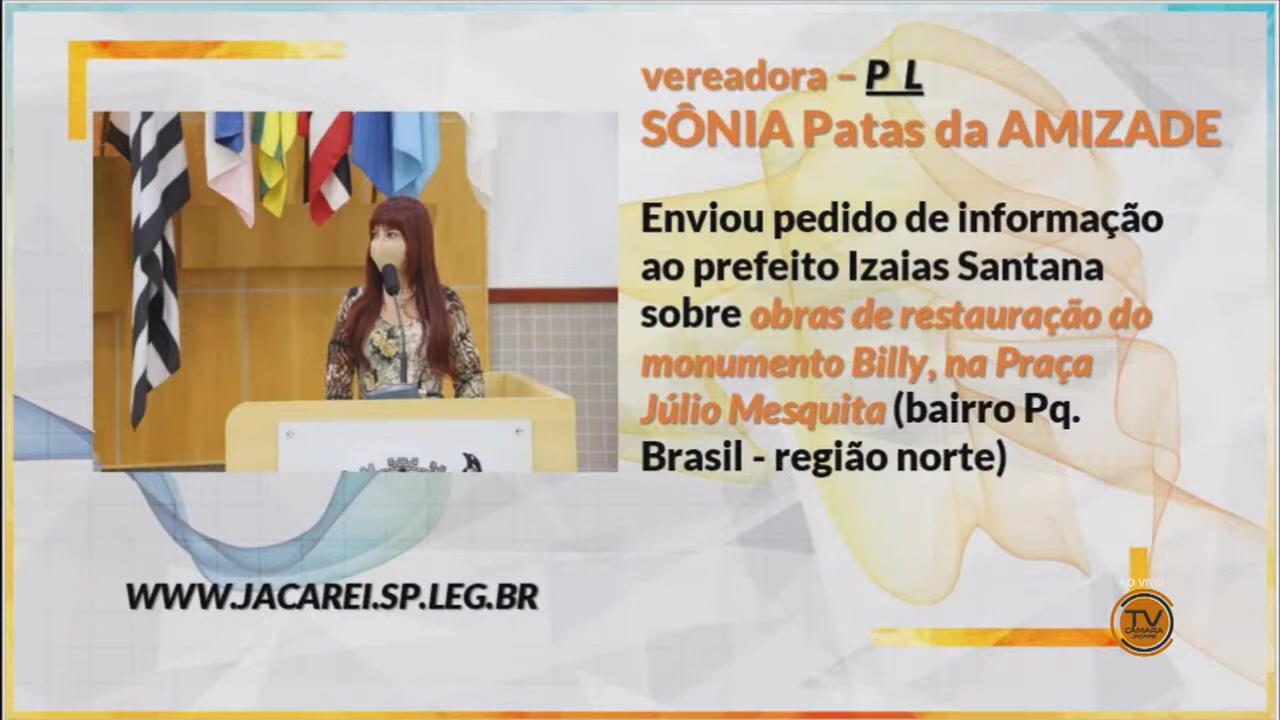 vereadora – P L
SÔNIA Patas da AMIZADE
Enviou pedido de informação
ao prefeito Izaias Santana
sobre obras de restauração do
monumento Billy, na Praça
Júlio Mesquita (bairro Pq.
Brasil - região norte)
WWW.JACAREI.SP.LEG.BR
AO VIVO
TV
CÂMARA
JACAREÍ